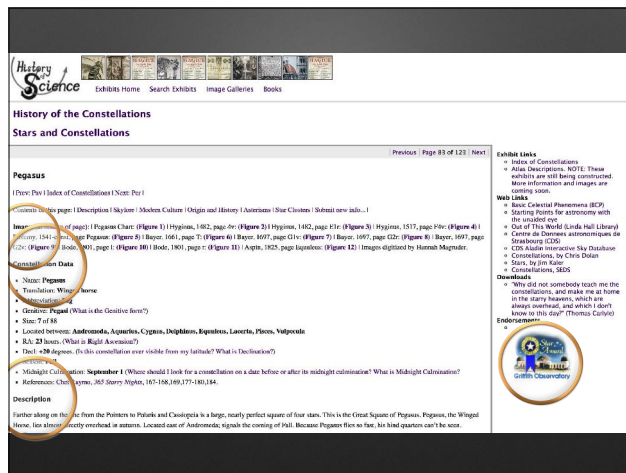 History of Science
Exhibits Home Search Exhibits Image Galleries Books
History of the Constellations
Stars and Constellations
Previous | Page 83 of 123 | Next
Pegasus
| Prev: Pav | Index of Constellations | Next: Per |
Contents of this page: | Description | Skylore | Modern Culture | Origin and History | Asterisms | Star Clusters | Submit new info... |
of page): | Pegasus Chart: (Figure 1) | Hyginus, 1482, page 4v: (Figure 2) | Hyginus, 1482, page E1r: (Figure 3) | Hyginus, 1517, page F4v: (Figure 4) |
1541-c page Pegasus: (Figure 5) | Bayer, 1661, page T: (Figure 6) | Bayer, 1697, page G1r: (Figure 7) | Bayer, 1697, page G2r: (Figure 8) | Bayer, 1697, page
G2v: (Figure 9) Bode, 1801, page l: (Figure 10) | Bode, 1801, page r: (Figure 11) | Aspin, 1825, page Equuleus: (Figure 12) | Images digitized by Hannah Magruder.
Constellation Data
Name: Pegasus
Translation: Winged horse
Abbreviation:
Genitive: Pegasi (What is the Genitive form?)
Size: 7 of 88
Located between: Andromeda, Aquarius, Cygnus, Delphinus, Equuleus, Lacerta, Pisces, Vulpecula
RA: 23 hours. (What is Right Ascension?)
Decl: +20 degrees. (Is this constellation ever visible from my latitude? What is Declination?)
Midnight Culmination: September 1 (Where should I look for a constellation on a date before or after its midnight culmination? What is Midnight Culmination?
References: Chet Raymo, 365 Starry Nights, 167-168,169,177-180,184.
Description
Farther along on the line from the Pointers to Polaris and Cassiopeia is a large, nearly perfect square of four stars. This is the Great Square of Pegasus. Pegasus, the Winged
Horse, lies almost directly overhead in autumn. Located east of Andromeda; signals the coming of Fall. Because Pegasus flies so fast, his hind quarters can't be seen.
Exhibit Links
Index of Constellations
Atlas Descriptions. NOTE: These
exhibits are still being constructed.
More information and images are
coming soon.
Web Links
Basic Celestial Phenomena (BCP)
Starting Points for astronomy with
the unaided eye
Out of This World (Linda Hall Library)
Centre de Donnees astronomiques de
Strasbourg (CDS)
CDS Aladin Interactive Sky Database
Constellations, by Chris Dolan
Stars, by Jim Kaler
Constellations, SEDS
Downloads
"Why did not somebody teach me the
constellations, and make me at home
in the starry heavens, which are
always overhead, and which I don't
know to this day?" (Thomas Carlyle)
Endorsements
Star Award
Griffith Observatory